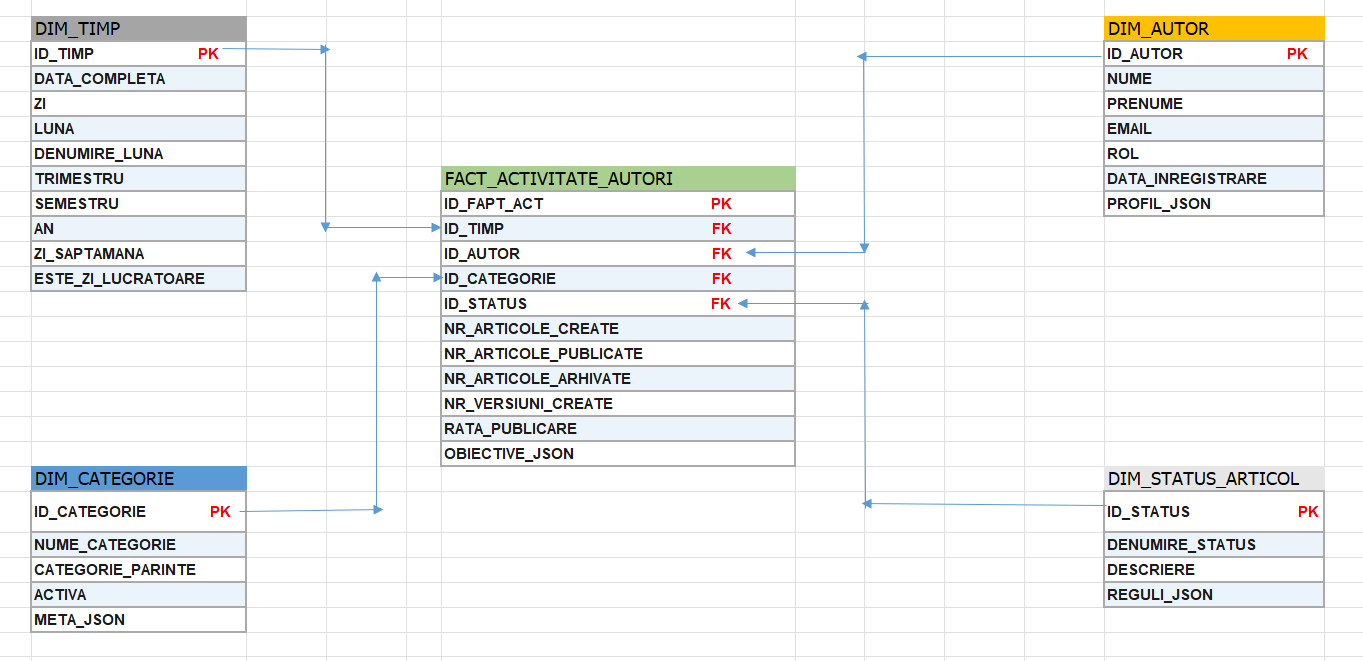 DIM_TIMP
ID_TIMP PK
DATA_COMPLETA
ZI
LUNA
DENUMIRE_LUNA
TRIMESTRU
SEMESTRU
AN
ZI_SAPTAMANA
ESTE_ZI_LUCRATOARE
DIM_AUTOR
ID_AUTOR PK
NUME
PRENUME
EMAIL
ROL
DATA_INREGISTRARE
PROFIL_JSON
FACT_ACTIVITATE_AUTORI
ID_FAPT_ACT PK
ID_TIMP FK
ID_AUTOR FK
ID_CATEGORIE FK
ID_STATUS FK
NR_ARTICOLE_CREATE
NR_ARTICOLE_PUBLICATE
NR_ARTICOLE_ARHIVATE
NR_VERSIUNI_CREATE
RATA_PUBLICARE
OBIECTIVE_JSON
DIM_CATEGORIE
ID_CATEGORIE PK
NUME_CATEGORIE
CATEGORIE_PARINTE
ACTIVA
META_JSON
DIM_STATUS_ARTICOL
ID_STATUS PK
DENUMIRE_STATUS
DESCRIERE
REGULI_JSON